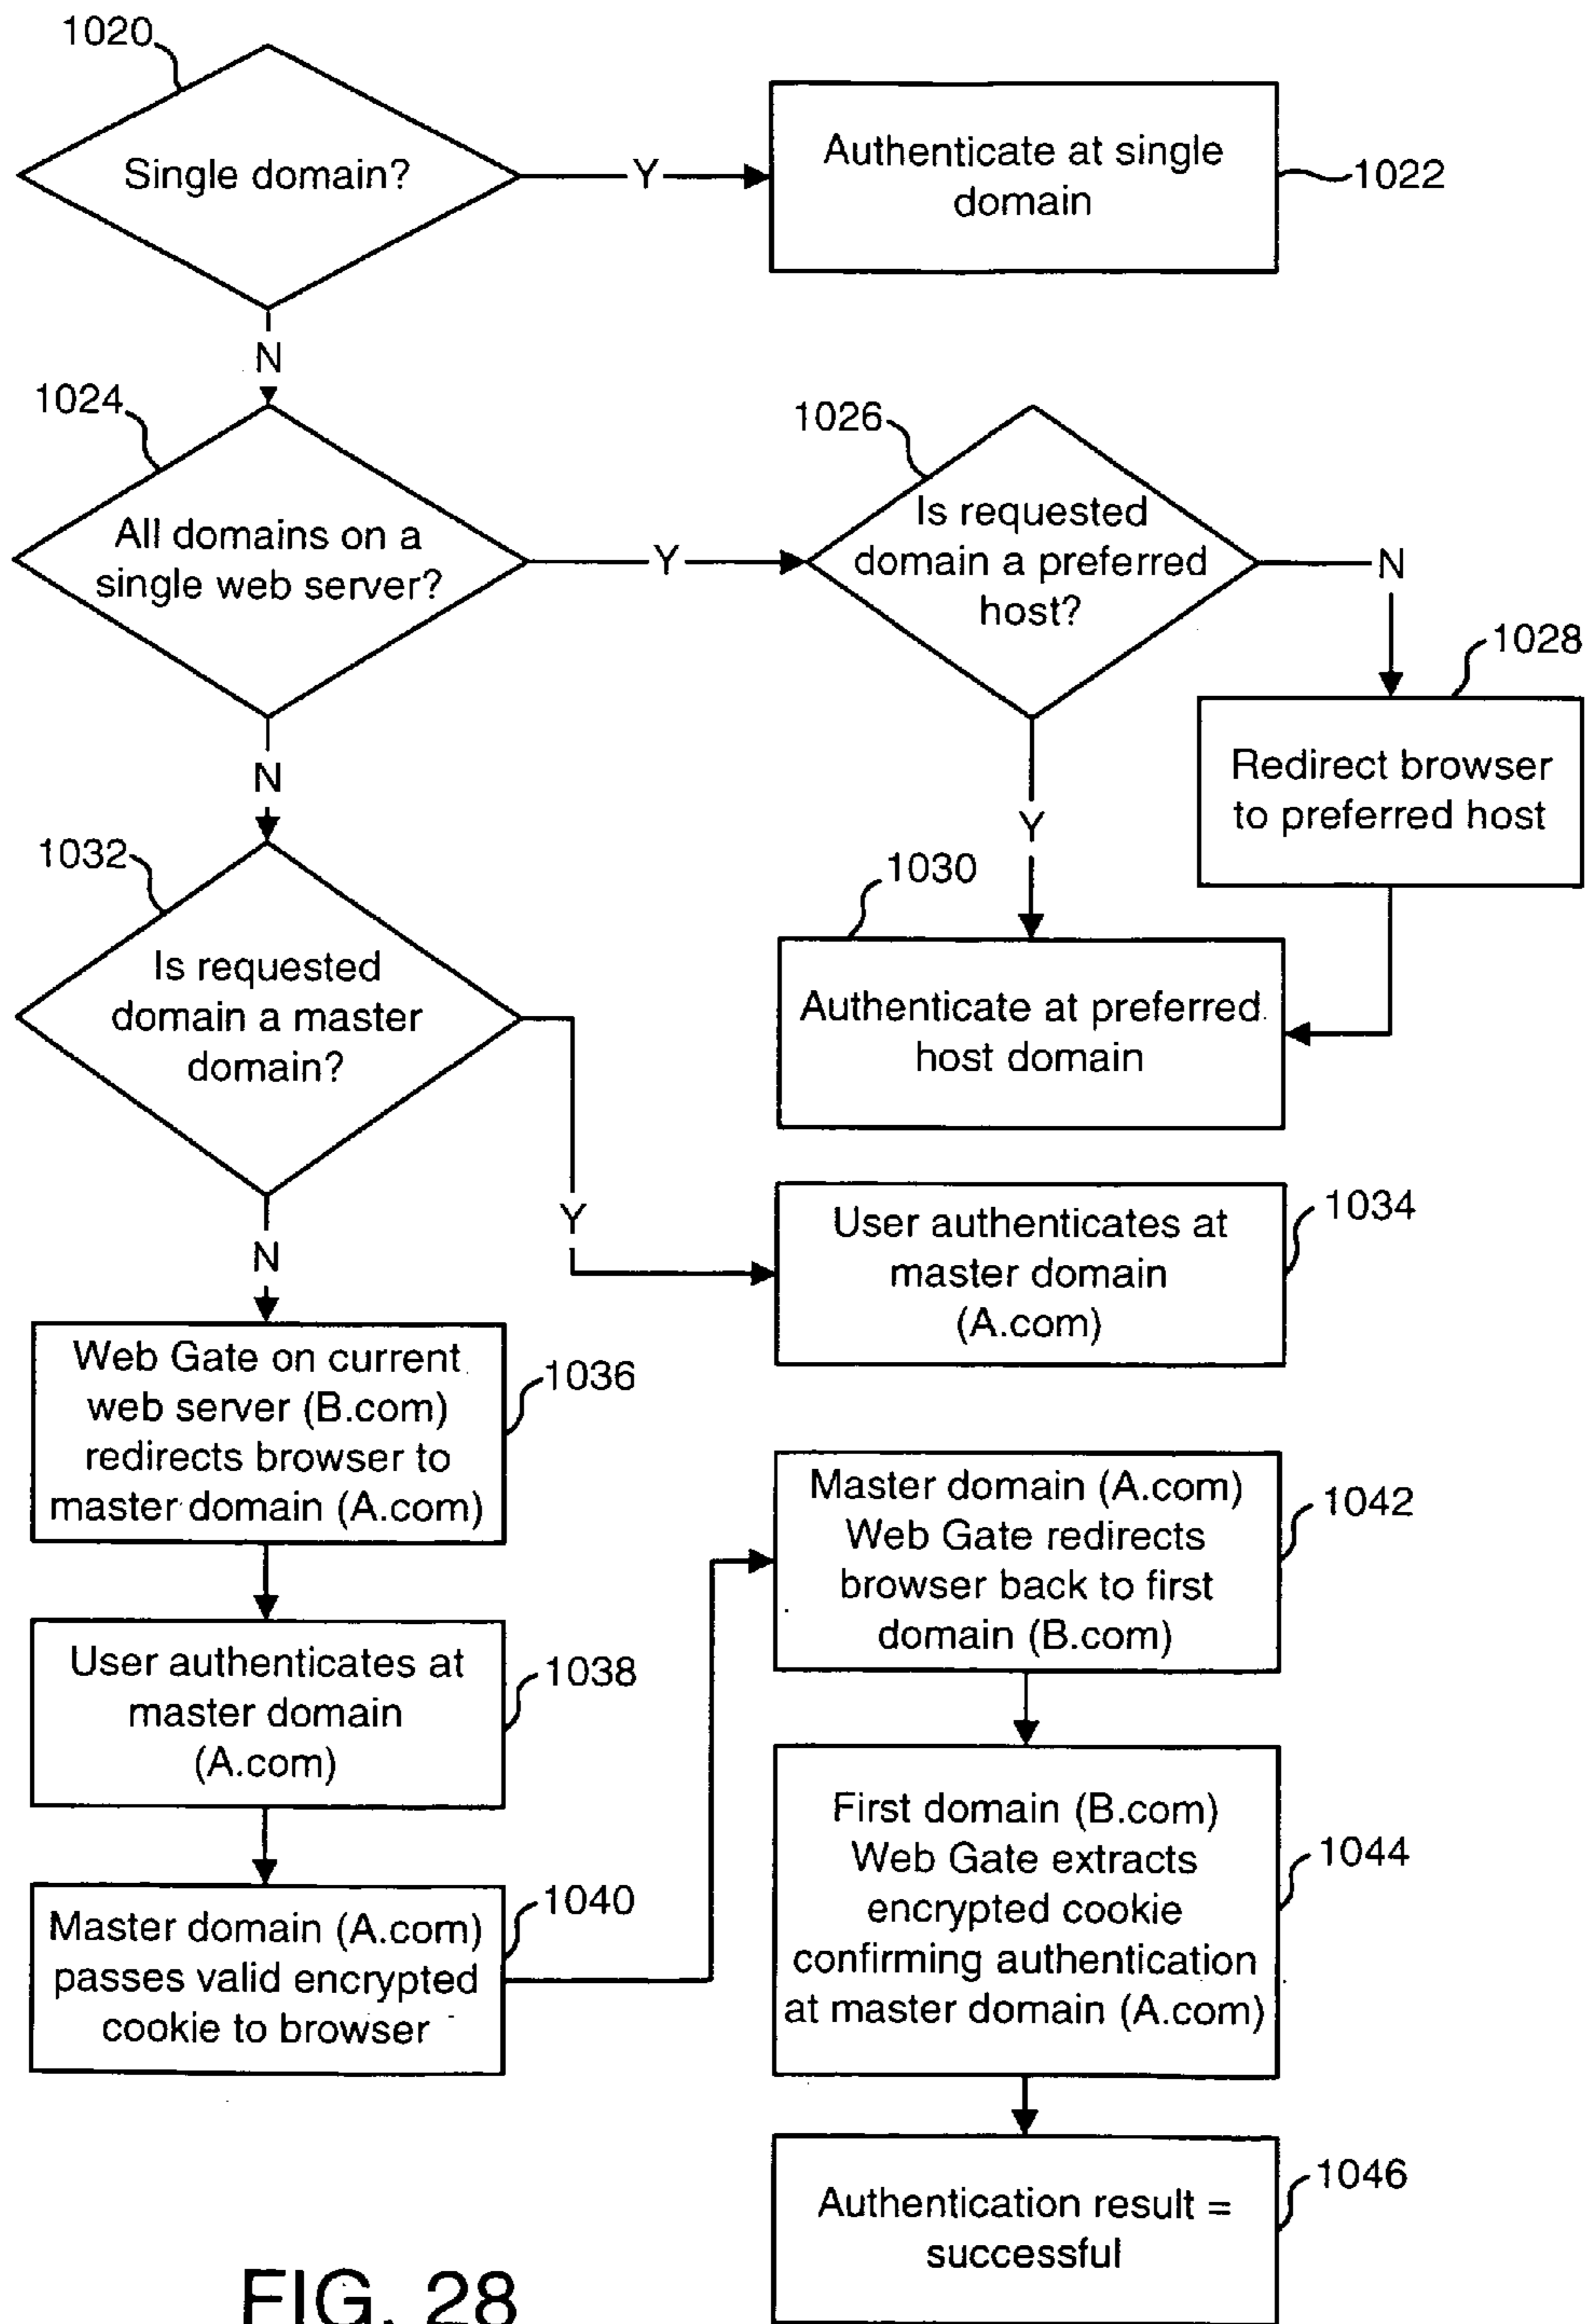 1020
Single domain?
Y
Authenticate at single
domain
1022
N
1024
All domains on a
single web server?
Y
1026
Is requested
domain a preferred
host?
N
1028
Redirect browser
to preferred host
Y
1030
Authenticate at preferred
host domain
N
1032
Is requested
domain a master
domain?
Y
1034
User authenticates at
master domain
(A.com)
N
1036
Web Gate on current
web server (B.com)
redirects browser to
master domain (A.com)
1038
User authenticates at
master domain
(A.com)
1040
Master domain (A.com)
passes valid encrypted
cookie to browser
1042
Master domain (A.com)
Web Gate redirects
browser back to first
domain (B.com)
1044
First domain (B.com)
Web Gate extracts
encrypted cookie
confirming authentication
at master domain (A.com)
1046
Authentication result =
successful
FIG. 28